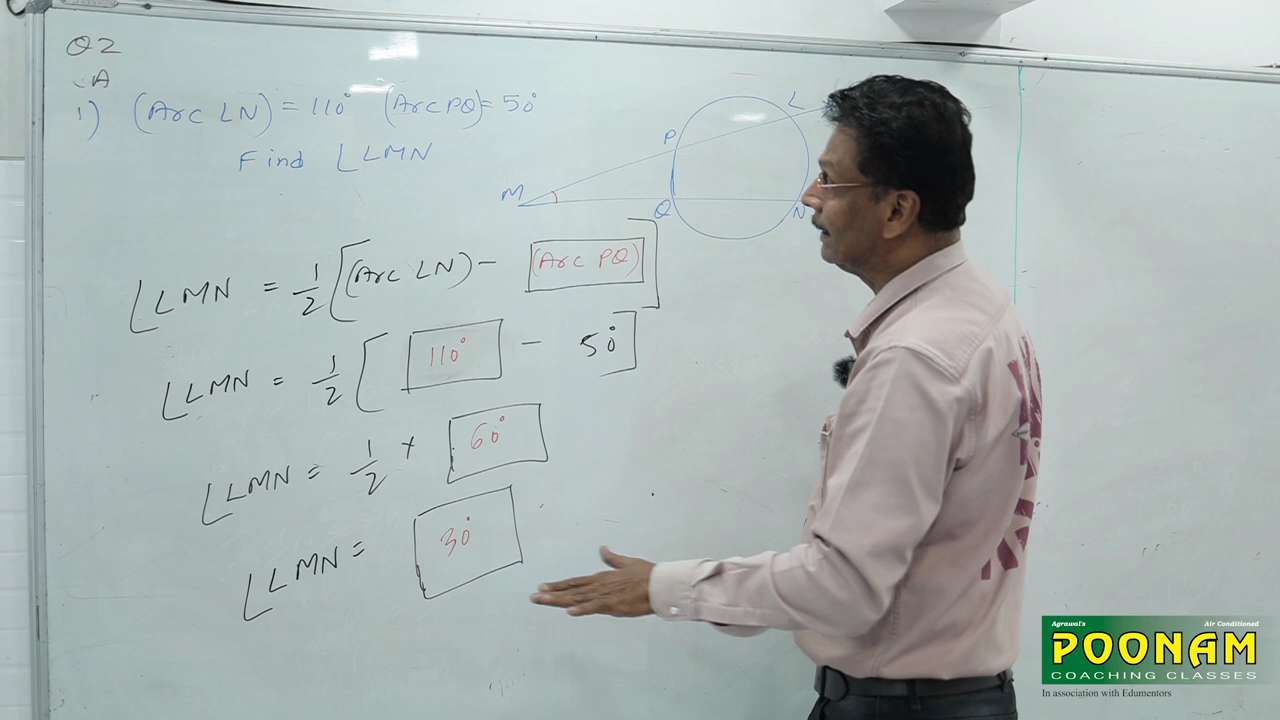 Q2
A
1) (Arc LN) = 110° (Arc PQ) = 50°
Find ∠LMN
L
P
M
Q
N
∠LMN = 1/2 [(Arc LN) - (Arc PQ)]
∠LMN = 1/2 [110° - 50°]
∠LMN = 1/2 × 60°
∠LMN = 30°
Agrawal's Air Conditioned
POONAM
COACHING CLASSES
In association with Edumentors